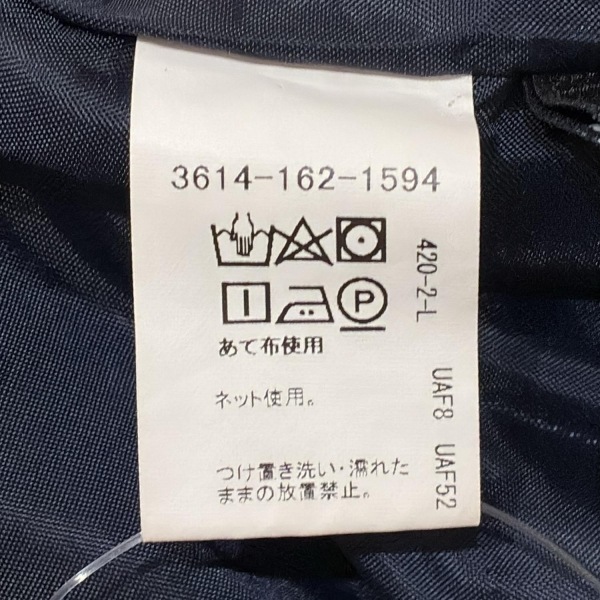 3614-162-1594
P
あて布使用
ネット使用。
つけ置き洗い・濡れた
ままの放置禁止。
420-2-L
UAF8 UAF52